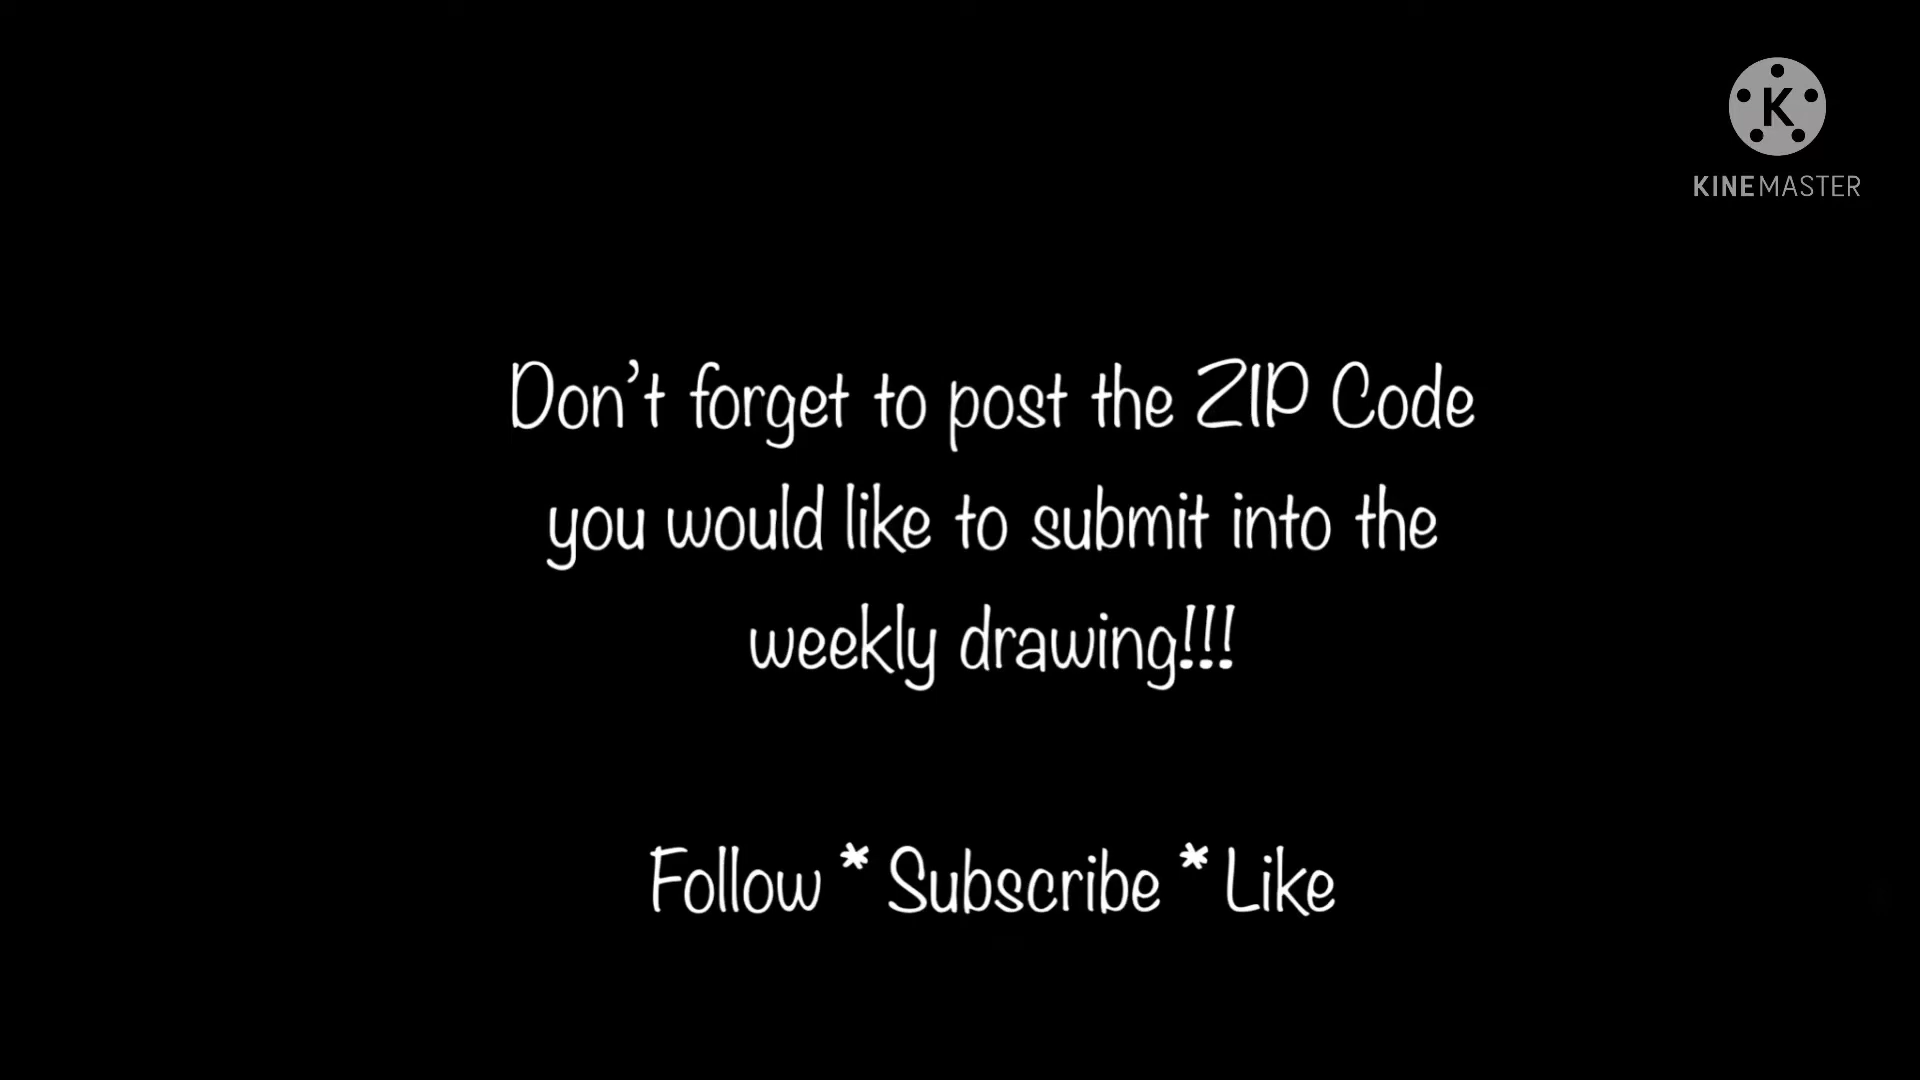 K
KINEMASTER
Don't forget to post the ZIP Code
you would like to submit into the
weekly drawing!!!
Follow * Subscribe * Like